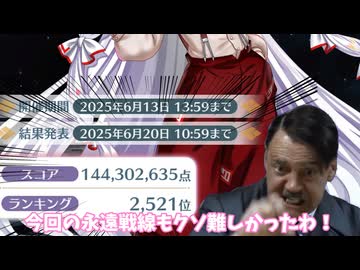 開催期間 2025年6月13日 13:59まで
結果発表 2025年6月20日 10:59まで
スコア 144,302,635点
ランキング 2,521位
今回の永遠戦線もクソ難しかったわ！